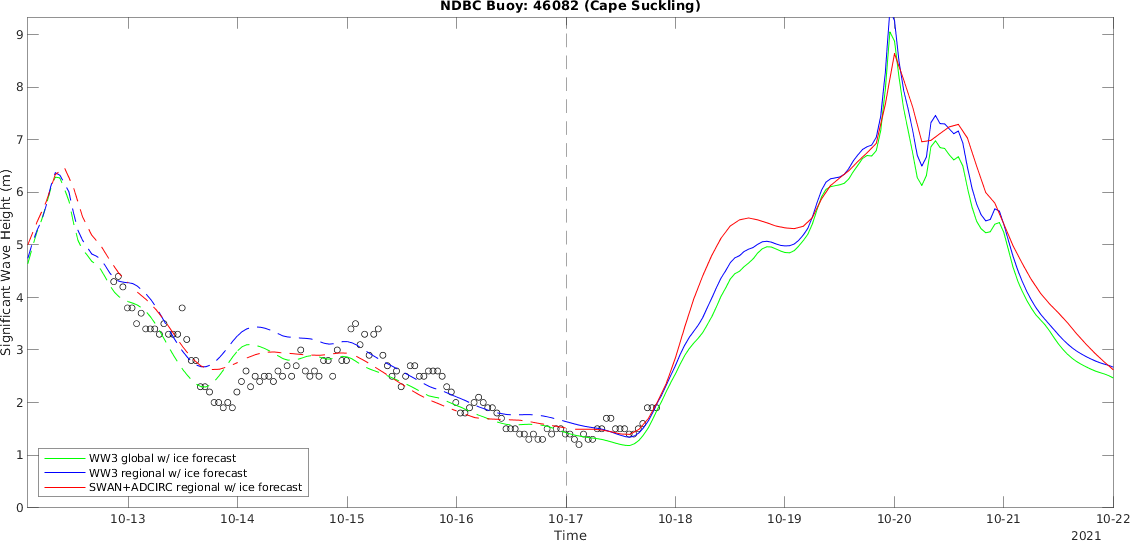 NDBC Buoy: 46082 (Cape Suckling)
Significant Wave Height (m)
9
8
7
6
5
4
3
2
1
0
WW3 global w/ ice forecast
WW3 regional w/ ice forecast
SWAN+ADCIRC regional w/ ice forecast
10-13 10-14 10-15 10-16 10-17 10-18 10-19 10-20 10-21 10-22
Time
2021